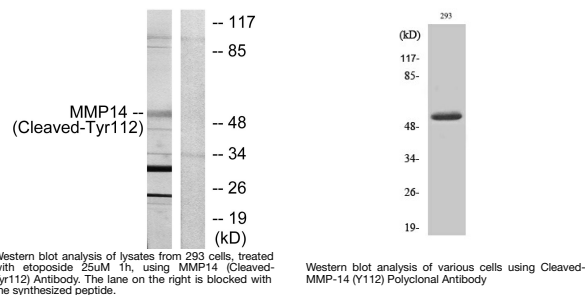 -- 117
-- 85
MMP14 --
(Cleaved-Tyr112)
-- 48
-- 34
-- 26
-- 19
(kD)
Western blot analysis of lysates from 293 cells, treated
with etoposide 25uM 1h, using MMP14 (Cleaved-
Tyr112) Antibody. The lane on the right is blocked with
the synthesized peptide.
293
(kD)
117-
85-
48-
34-
26-
19-
Western blot analysis of various cells using Cleaved-
MMP-14 (Y112) Polyclonal Antibody